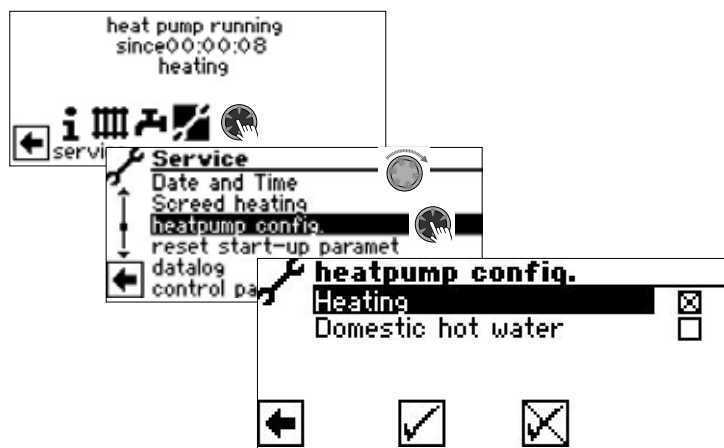 heat pump running
since00:00:08
heating
Service
Date and Time
Screed heating
heatpump config.
reset start-up paramet
datalog
control pa
heatpump config.
Heating
Domestic hot water